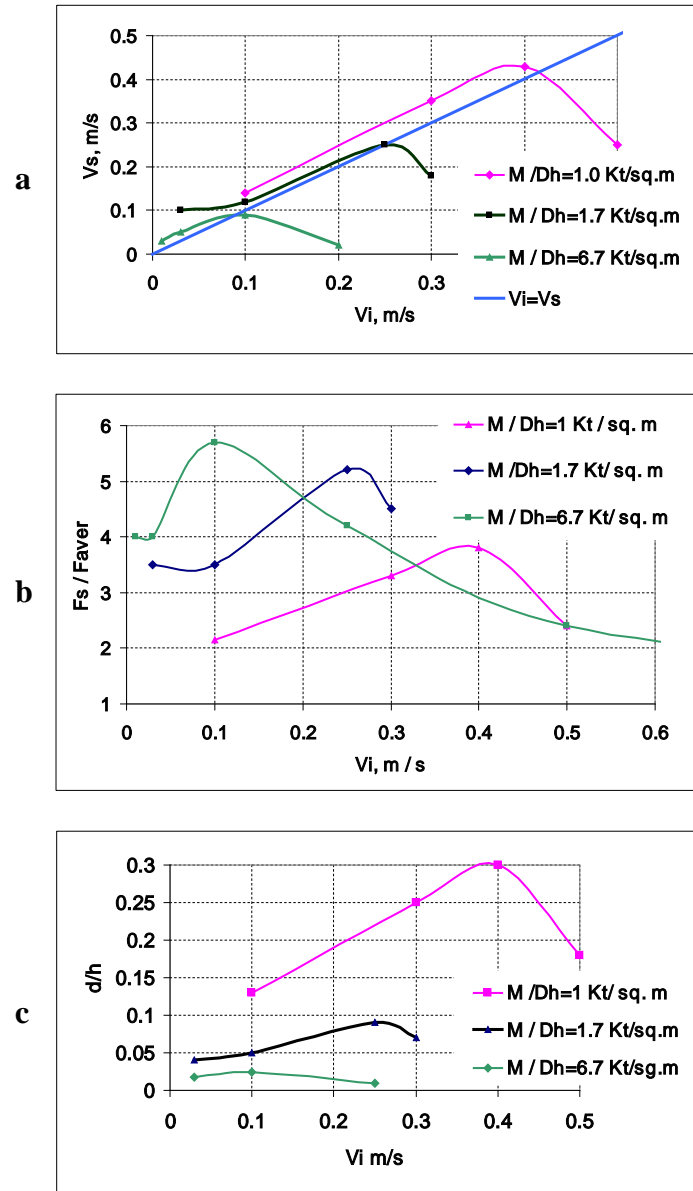 a
0.5
0.4
0.3
0.2
0.1
0
Vs, m/s
0 0.1 0.2 0.3
Vi, m/s
M /Dh=1.0 Kt/sq.m
M / Dh=1.7 Kt/sq.m
M / Dh=6.7 Kt/sq.m
Vi=Vs
b
6
5
4
3
2
1
Fs / Faver
0 0.1 0.2 0.3 0.4 0.5 0.6
Vi, m / s
M / Dh=1 Kt / sq. m
M /Dh=1.7 Kt/ sq. m
M / Dh=6.7 Kt/ sq. m
c
0.3
0.25
0.2
0.15
0.1
0.05
0
d/h
0 0.1 0.2 0.3 0.4 0.5
Vi m/s
M /Dh=1 Kt/ sq. m
M / Dh=1.7 Kt/sq.m
M / Dh=6.7 Kt/sg.m